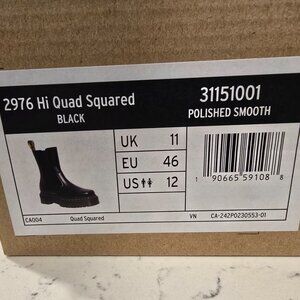 2976 Hi Quad Squared
BLACK
31151001
POLISHED SMOOTH
UK 11
EU 46
US 12
1 90665 59108 8
CA004 Quad Squared VN CA-242P0230553-01